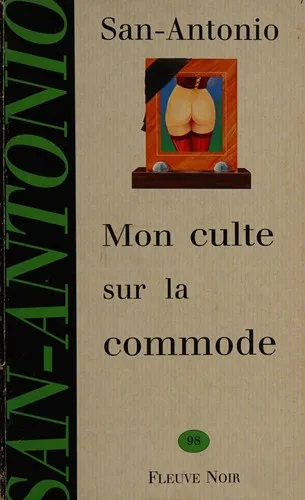 SAN-ANTONIO
San-Antonio
Mon culte
sur la
commode
98
FLEUVE NOIR